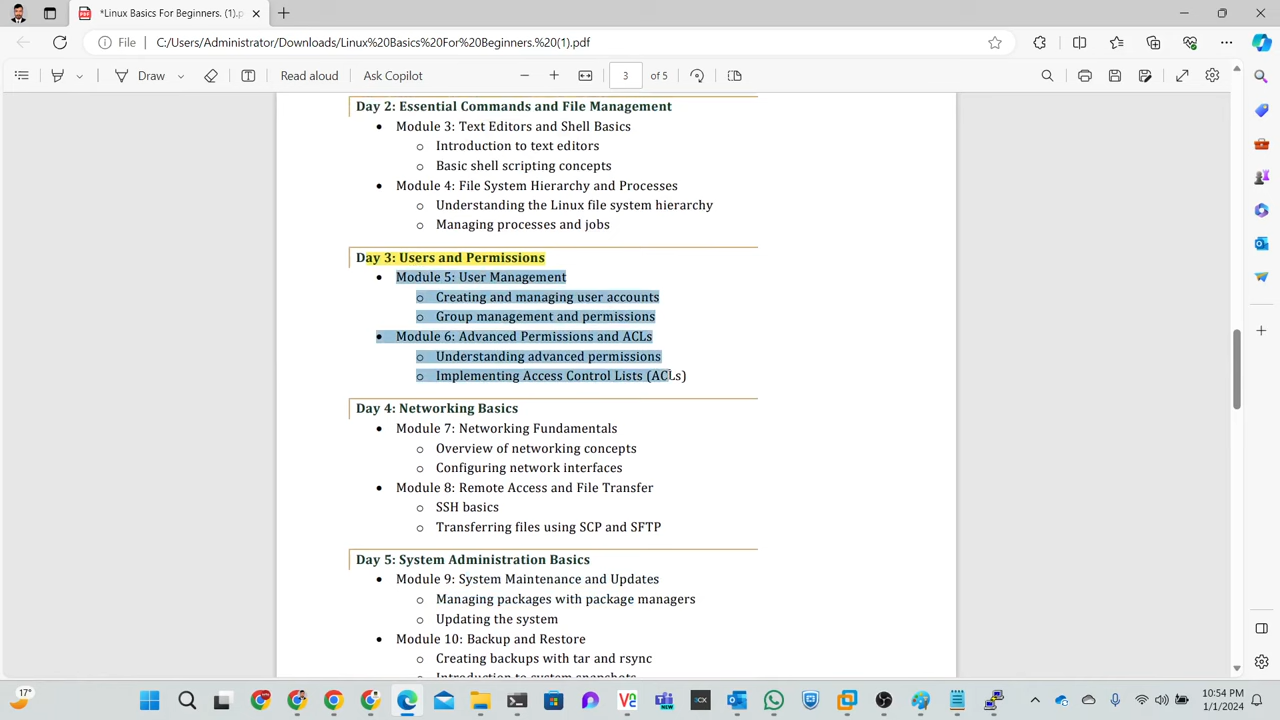 *Linux Basics For Beginners. (1).p
File
C:/Users/Administrator/Downloads/Linux%20Basics%20For%20Beginners.%20(1).pdf
Draw
Read aloud
Ask Copilot
3
of 5
Day 2: Essential Commands and File Management
• Module 3: Text Editors and Shell Basics
o Introduction to text editors
o Basic shell scripting concepts
• Module 4: File System Hierarchy and Processes
o Understanding the Linux file system hierarchy
o Managing processes and jobs
Day 3: Users and Permissions
• Module 5: User Management
o Creating and managing user accounts
o Group management and permissions
• Module 6: Advanced Permissions and ACLs
o Understanding advanced permissions
o Implementing Access Control Lists (ACLs)
Day 4: Networking Basics
• Module 7: Networking Fundamentals
o Overview of networking concepts
o Configuring network interfaces
• Module 8: Remote Access and File Transfer
o SSH basics
o Transferring files using SCP and SFTP
Day 5: System Administration Basics
• Module 9: System Maintenance and Updates
o Managing packages with package managers
o Updating the system
• Module 10: Backup and Restore
o Creating backups with tar and rsync
o Introduction to system snapshots
17°
10:54 PM
1/1/2024